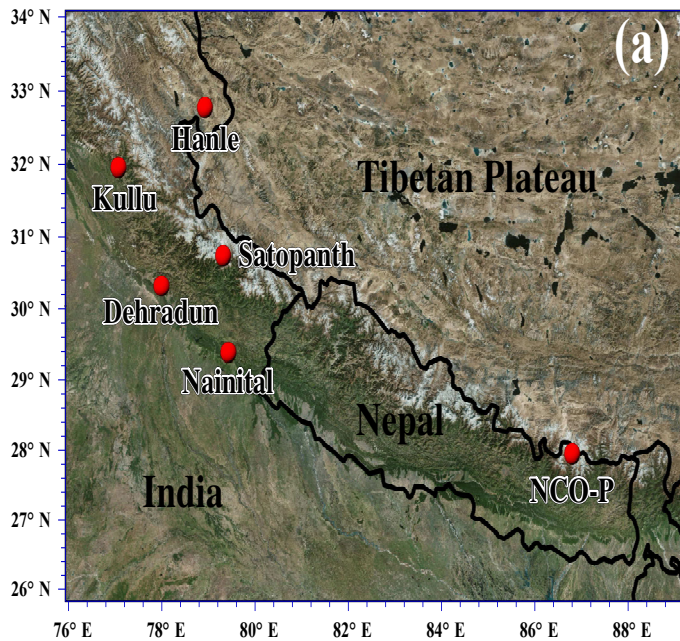 34° N
(a)
33° N
Hanle
32° N
Tibetan Plateau
Kullu
31° N
Satopanth
30° N
Dehradun
Nainital
29° N
Nepal
28° N
India
NCO-P
27° N
26° N
76° E 78° E 80° E 82° E 84° E 86° E 88° E